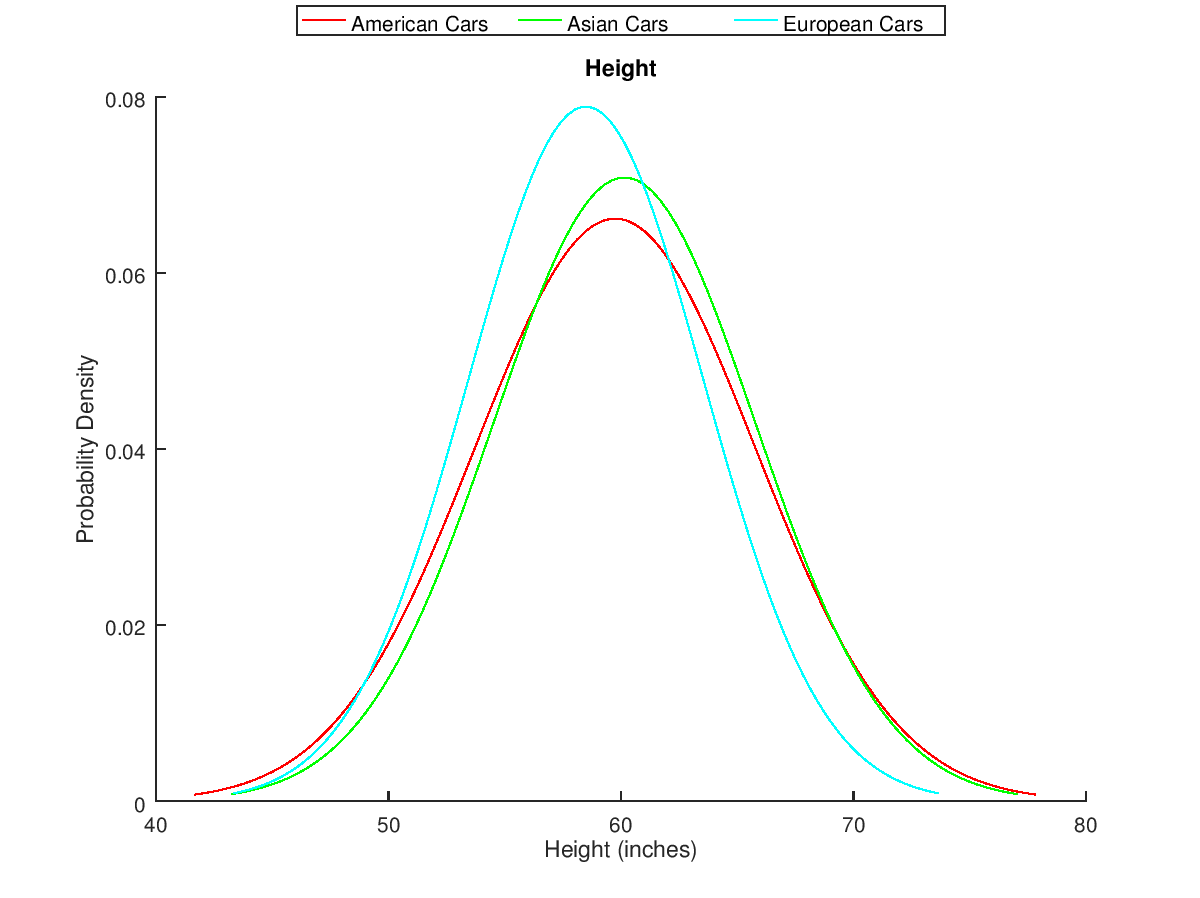 American Cars Asian Cars European Cars
Height
0.08
0.06
0.04
0.02
0
Probability Density
40 50 60 70 80
Height (inches)